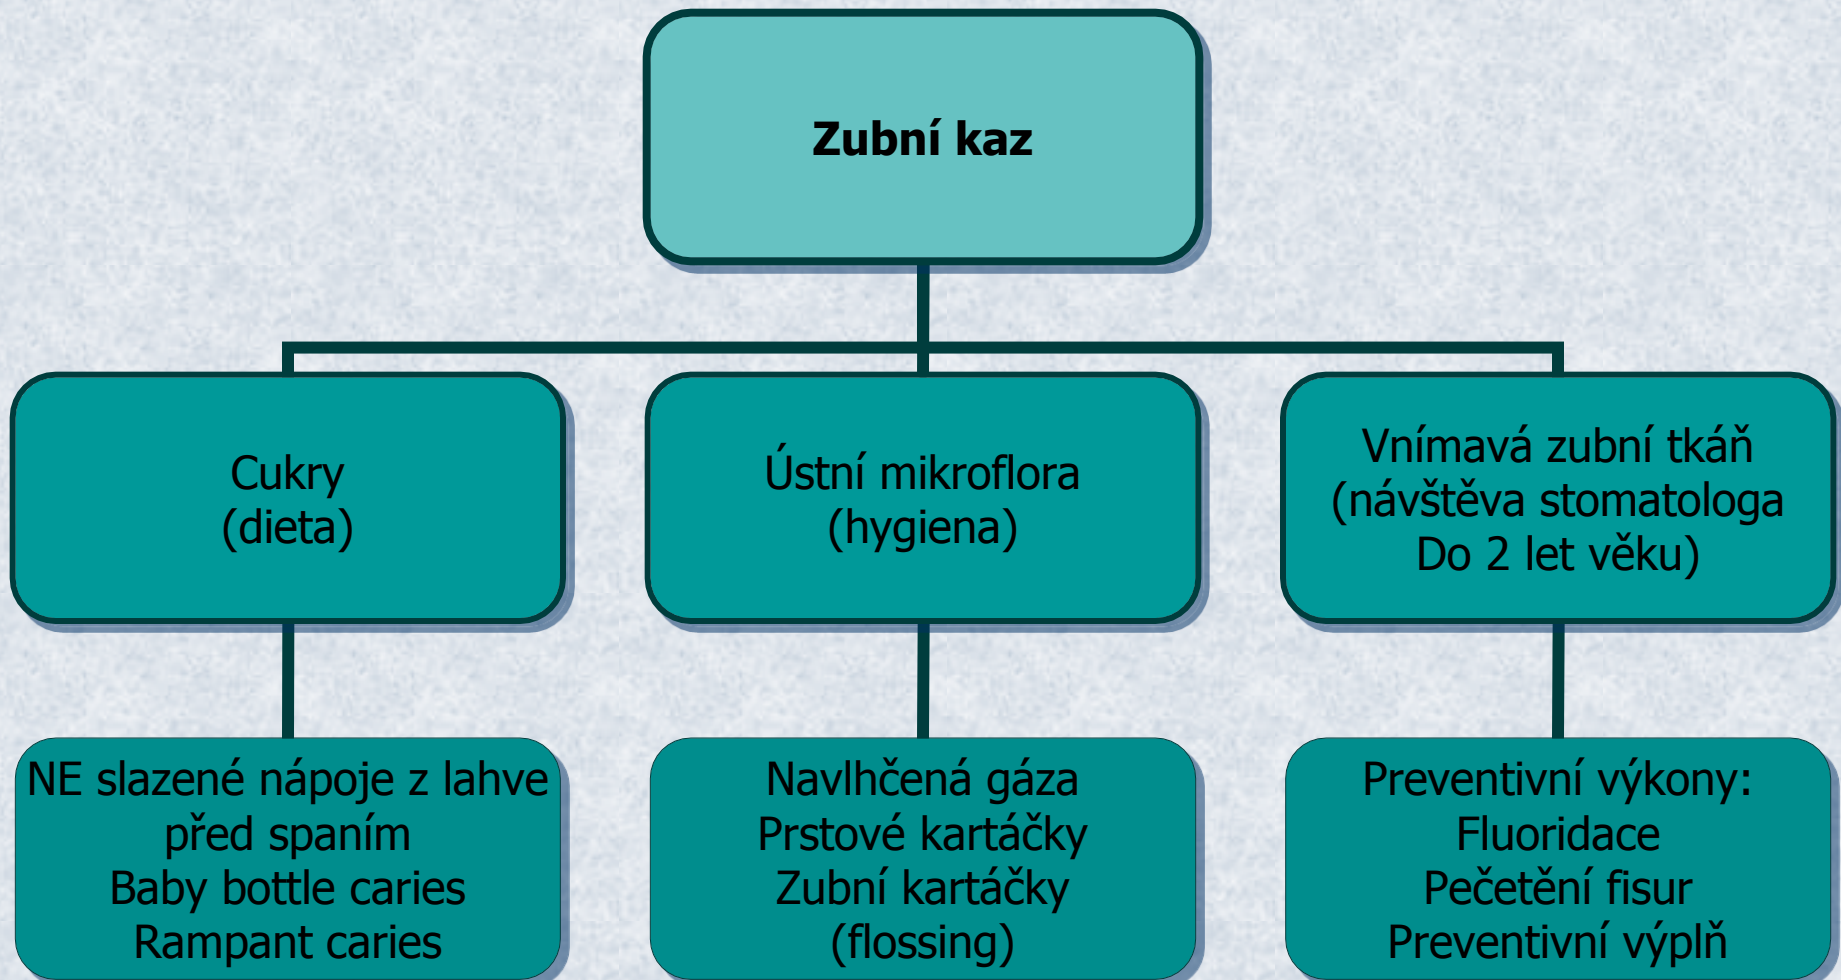 Zubní kaz
Cukry
(dieta)
Ústní mikroflora
(hygiena)
Vnímavá zubní tkáň
(návštěva stomatologa
Do 2 let věku)
NE slazené nápoje z lahve
před spaním
Baby bottle caries
Rampant caries
Navlhčená gáza
Prstové kartáčky
Zubní kartáčky
(flossing)
Preventivní výkony:
Fluoridace
Pečetění fisur
Preventivní výplň